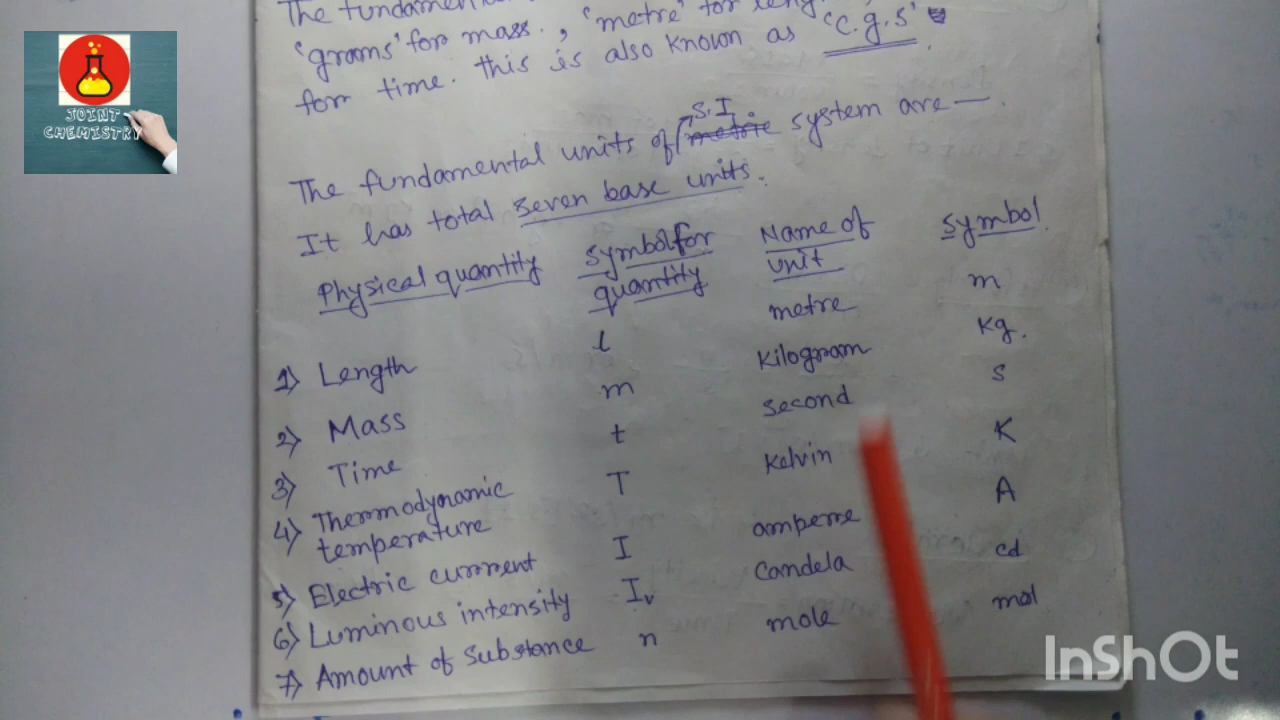 JOINT
CHEMISTRY
The fundamental
'grams' for mass., 'metre' for
for time. This is also known as 'c.g.s'.
The fundamental units of S.I. metric system are —.
It has total seven base units.
Physical quantity symbol for quantity Name of unit symbol
1) Length l metre m
2) Mass m kilogram kg.
3) Time t second s
4) Thermodynamic temperature T Kelvin K
5) Electric current I ampere A
6) Luminous intensity Iv Candela cd
7) Amount of substance n mole mol
InShOt